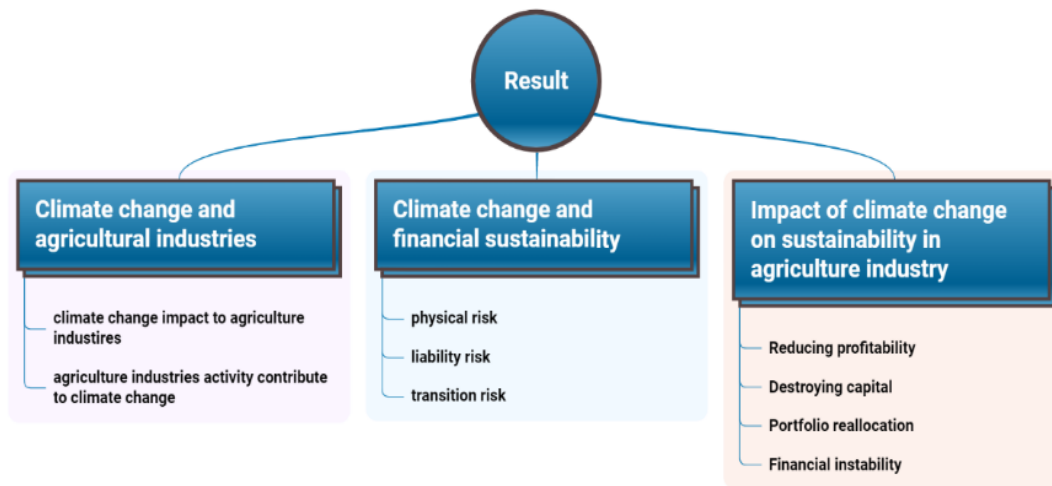 Result
Climate change and
agricultural industries
climate change impact to agriculture
industires
agriculture industries activity contribute
to climate change
Climate change and
financial sustainability
physical risk
liability risk
transition risk
Impact of climate change
on sustainability in
agriculture industry
Reducing profitability
Destroying capital
Portfolio reallocation
Financial instability